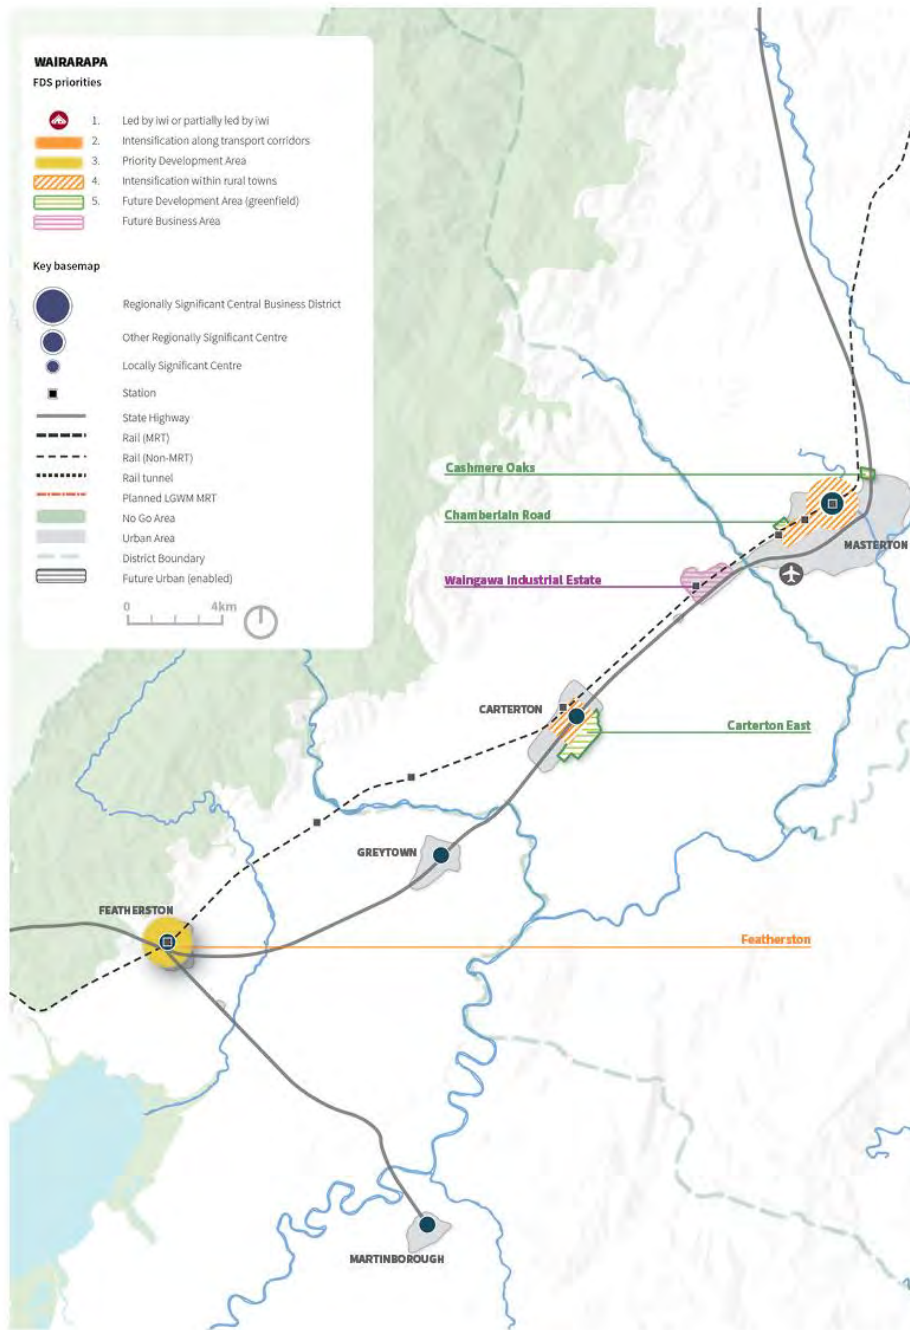 WAIRARAPA
FDS priorities
1. Led by iwi or partially led by iwi
2. Intensification along transport corridors
3. Priority Development Area
4. Intensification within rural towns
5. Future Development Area (greenfield)
Future Business Area
Key basemap
Regionally Significant Central Business District
Other Regionally Significant Centre
Locally Significant Centre
Station
State Highway
Rail (MRT)
Rail (Non-MRT)
Rail tunnel
Planned LGWM MRT
No Go Area
Urban Area
District Boundary
Future Urban (enabled)
0 4km
Cashmere Oaks
Chamberlain Road
MASTERTON
Waingawa Industrial Estate
CARTERTON
Carterton East
GREYTOWN
FEATHERSTON
Featherston
MARTINBOROUGH